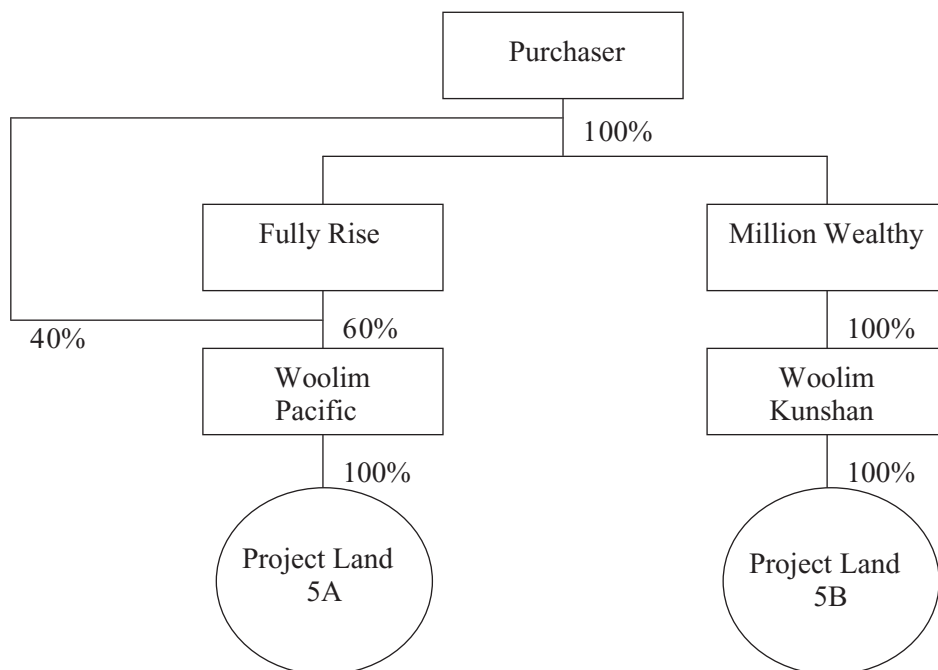 Purchaser
100%
Fully Rise
Million Wealthy
40%
60%
100%
Woolim
Pacific
Woolim
Kunshan
100%
100%
Project Land
5A
Project Land
5B